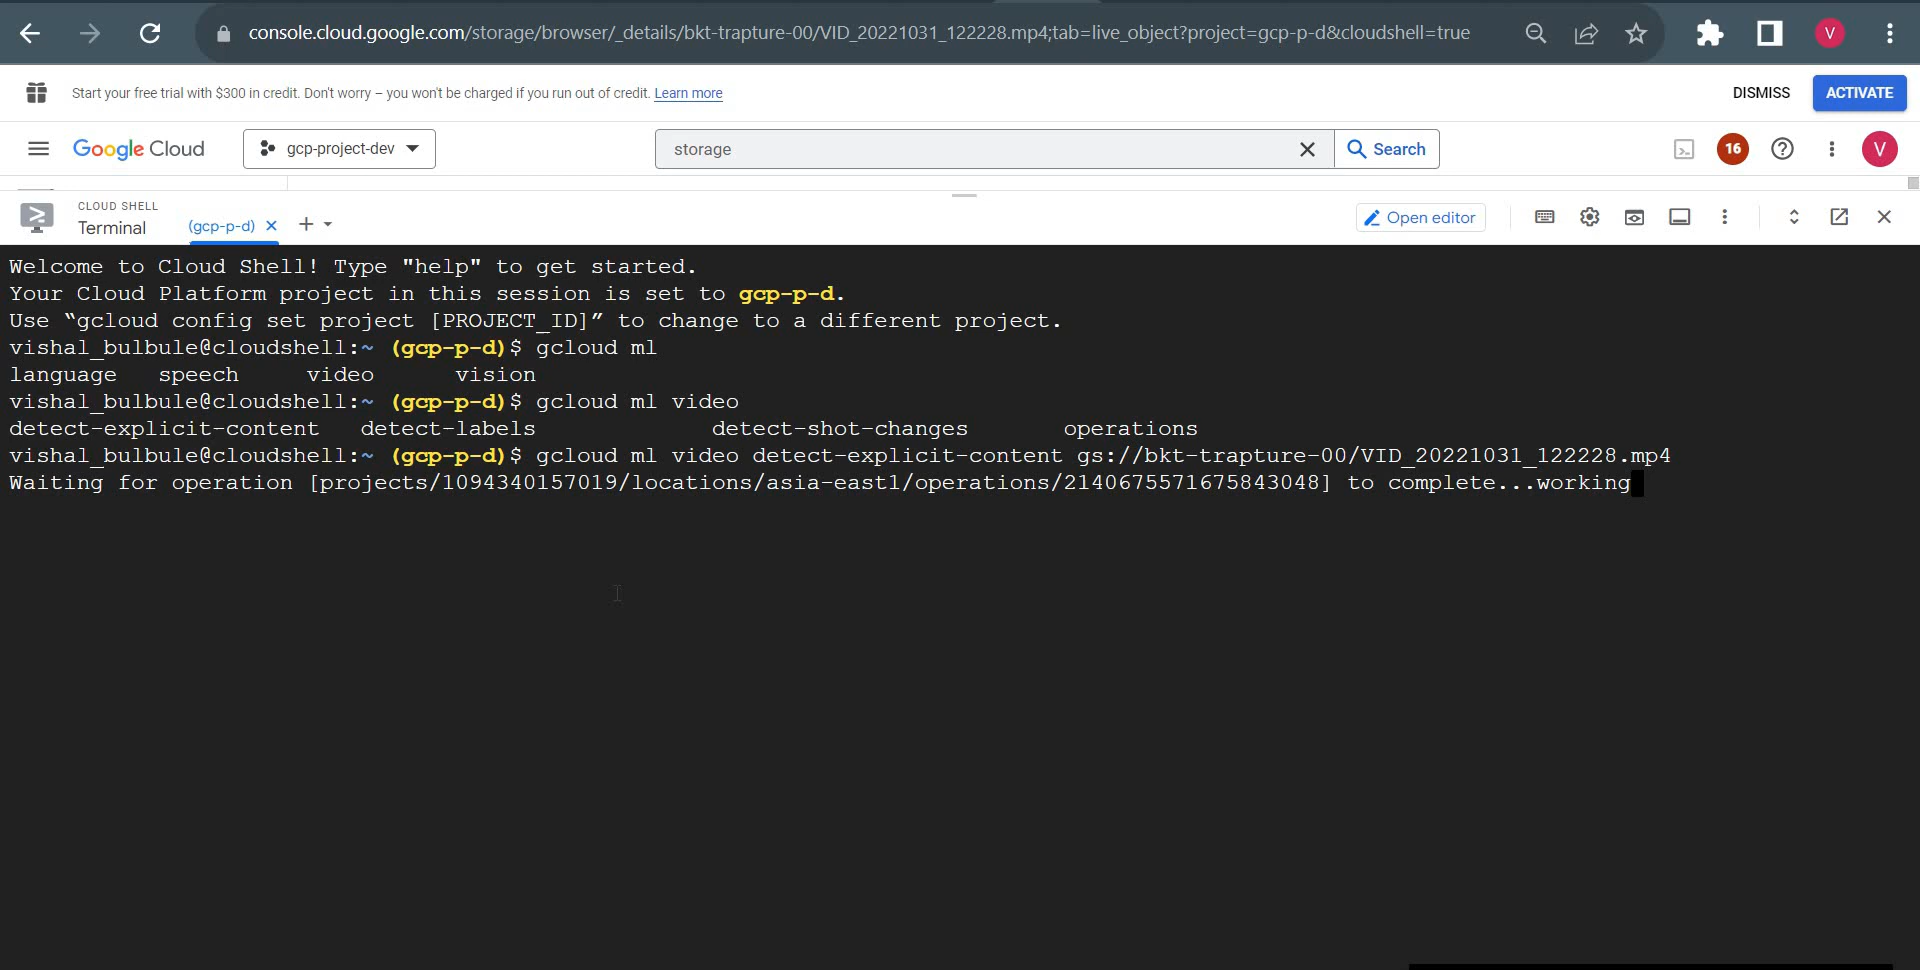 console.cloud.google.com/storage/browser/_details/bkt-trapture-00/VID_20221031_122228.mp4;tab=live_object?project=gcp-p-d&cloudshell=true
V
Start your free trial with $300 in credit. Don't worry – you won't be charged if you run out of credit. Learn more
DISMISS
ACTIVATE
Google Cloud
gcp-project-dev
storage
Search
16
V
CLOUD SHELL
Terminal
(gcp-p-d)
Open editor
Welcome to Cloud Shell! Type "help" to get started.
Your Cloud Platform project in this session is set to gcp-p-d.
Use “gcloud config set project [PROJECT_ID]” to change to a different project.
vishal_bulbule@cloudshell:~ (gcp-p-d)$ gcloud ml
language speech video vision
vishal_bulbule@cloudshell:~ (gcp-p-d)$ gcloud ml video
detect-explicit-content detect-labels detect-shot-changes operations
vishal_bulbule@cloudshell:~ (gcp-p-d)$ gcloud ml video detect-explicit-content gs://bkt-trapture-00/VID_20221031_122228.mp4
Waiting for operation [projects/1094340157019/locations/asia-east1/operations/2140675571675843048] to complete...working